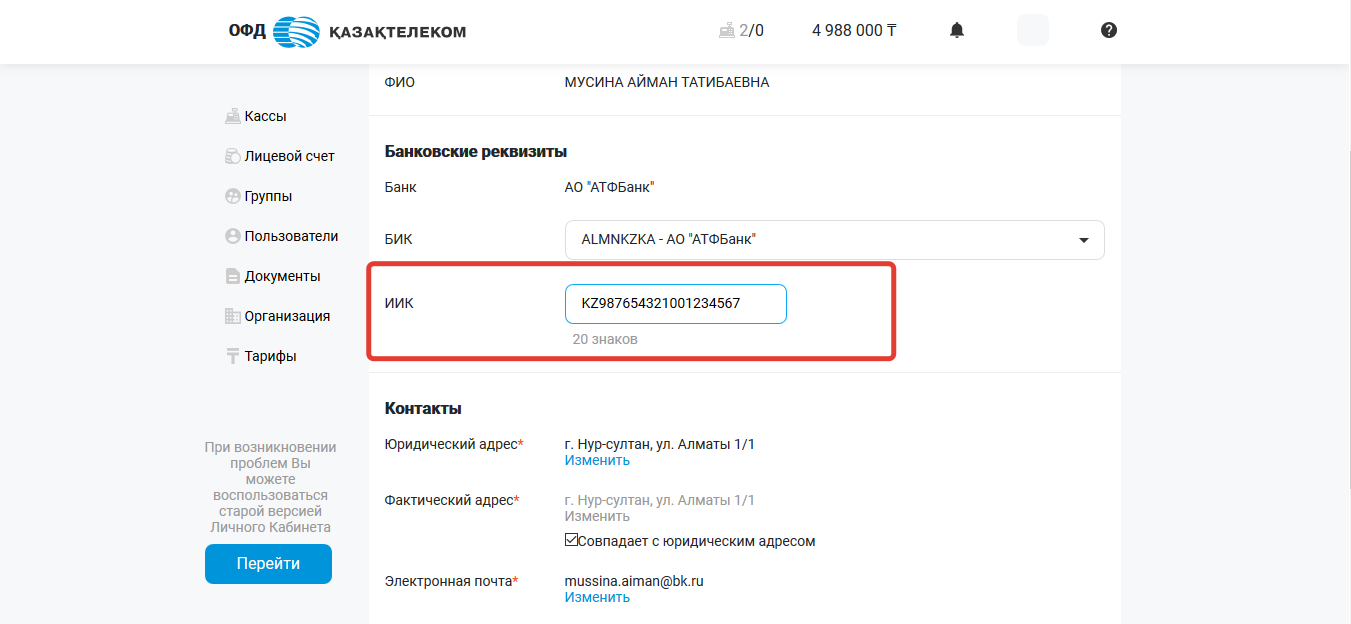 ОФД ҚАЗАҚТЕЛЕКОМ
2/0
4 988 000 ₸
ФИО МУСИНА АЙМАН ТАТИБАЕВНА
Кассы
Лицевой счет
Группы
Пользователи
Документы
Организация
Тарифы
При возникновении
проблем Вы
можете
воспользоваться
старой версией
Личного Кабинета
Перейти
Банковские реквизиты
Банк АО "АТФБанк"
БИК ALMNKZKA - АО "АТФБанк"
ИИК KZ987654321001234567
20 знаков
Контакты
Юридический адрес* г. Нур-султан, ул. Алматы 1/1
Изменить
Фактический адрес* г. Нур-султан, ул. Алматы 1/1
Изменить
Совпадает с юридическим адресом
Электронная почта* mussina.aiman@bk.ru
Изменить